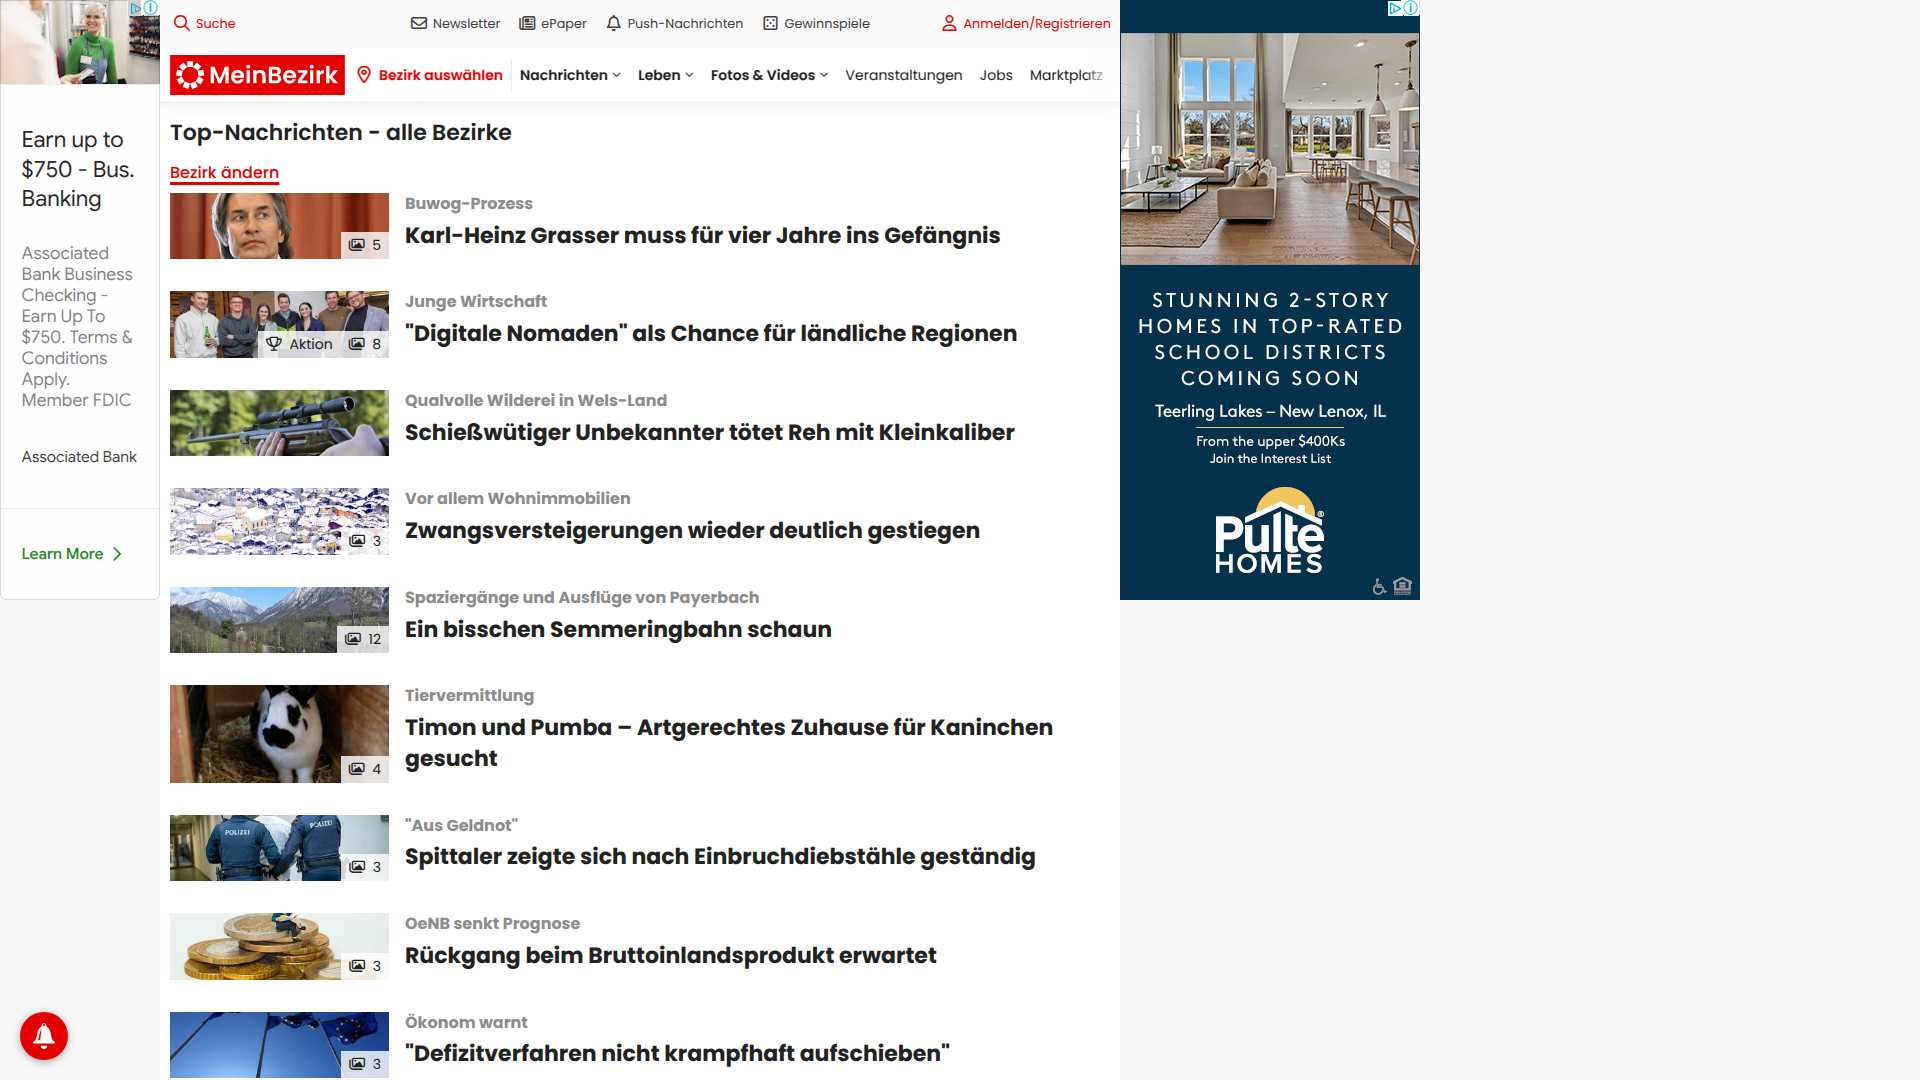 Suche
Newsletter
ePaper
Push-Nachrichten
Gewinnspiele
Anmelden/Registrieren
MeinBezirk
Bezirk auswählen
Nachrichten
Leben
Fotos & Videos
Veranstaltungen
Jobs
Marktplatz
Earn up to
$750 - Bus.
Banking
Associated
Bank Business
Checking -
Earn Up To
$750. Terms &
Conditions
Apply.
Member FDIC
Associated Bank
Learn More
Top-Nachrichten - alle Bezirke
Bezirk ändern
5
Buwog-Prozess
Karl-Heinz Grasser muss für vier Jahre ins Gefängnis
Aktion 8
Junge Wirtschaft
"Digitale Nomaden" als Chance für ländliche Regionen
Qualvolle Wilderei in Wels-Land
Schießwütiger Unbekannter tötet Reh mit Kleinkaliber
3
Vor allem Wohnimmobilien
Zwangsversteigerungen wieder deutlich gestiegen
12
Spaziergänge und Ausflüge von Payerbach
Ein bisschen Semmeringbahn schaun
4
Tiervermittlung
Timon und Pumba – Artgerechtes Zuhause für Kaninchen
gesucht
POLIZEI
POLIZEI
3
"Aus Geldnot"
Spittaler zeigte sich nach Einbruchdiebstähle geständig
3
OeNB senkt Prognose
Rückgang beim Bruttoinlandsprodukt erwartet
3
Ökonom warnt
"Defizitverfahren nicht krampfhaft aufschieben"
STUNNING 2-STORY
HOMES IN TOP-RATED
SCHOOL DISTRICTS
COMING SOON
Teerling Lakes – New Lenox, IL
From the upper $400Ks
Join the Interest List
Pulte®
HOMES